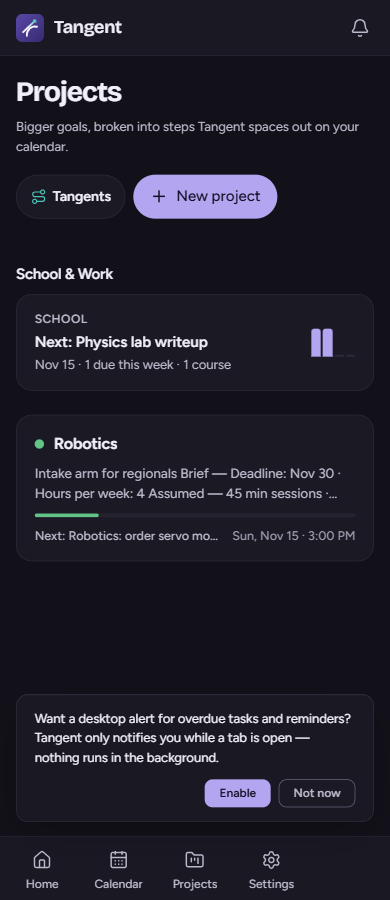 Tangent
Projects
Bigger goals, broken into steps Tangent spaces out on your
calendar.
Tangents
New project
School & Work
SCHOOL
Next: Physics lab writeup
Nov 15 · 1 due this week · 1 course
Robotics
Intake arm for regionals Brief — Deadline: Nov 30 ·
Hours per week: 4 Assumed — 45 min sessions ·...
Next: Robotics: order servo mo...
Sun, Nov 15 · 3:00 PM
Want a desktop alert for overdue tasks and reminders?
Tangent only notifies you while a tab is open —
nothing runs in the background.
Enable
Not now
Home
Calendar
Projects
Settings